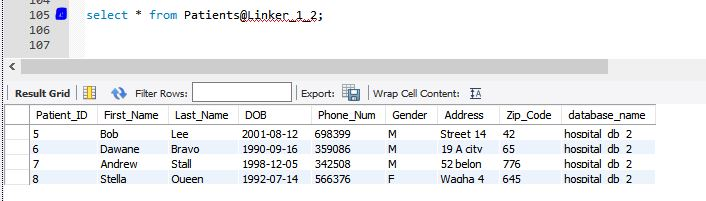 104
105 select * from Patients@Linker_1_2;
106
107
Result Grid Filter Rows: Export: Wrap Cell Content: IA
Patient_ID First_Name Last_Name DOB Phone_Num Gender Address Zip_Code database_name
5 Bob Lee 2001-08-12 698399 M Street 14 42 hospital_db_2
6 Dawane Bravo 1990-09-16 359086 M 19 A city 65 hospital_db_2
7 Andrew Stall 1998-12-05 342508 M 52 belon 776 hospital_db_2
8 Stella Queen 1992-07-14 566376 F Wagha 4 645 hospital_db_2